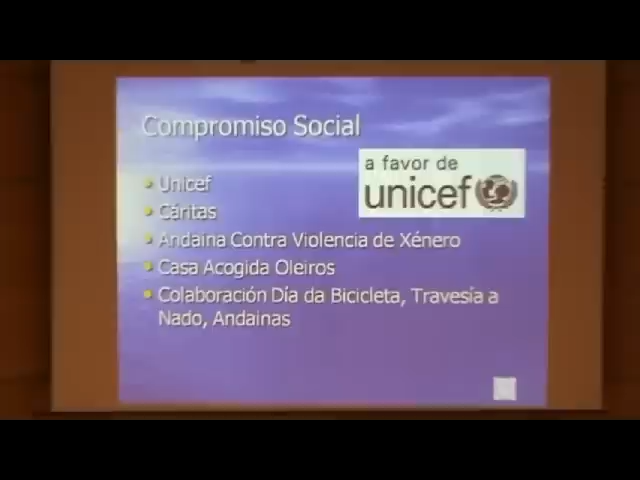 Compromiso Social
a favor de
unicef
• Unicef
• Cáritas
• Andaina Contra Violencia de Xénero
• Casa Acogida Oleiros
• Colaboración Día da Bicicleta, Travesía a
Nado, Andainas